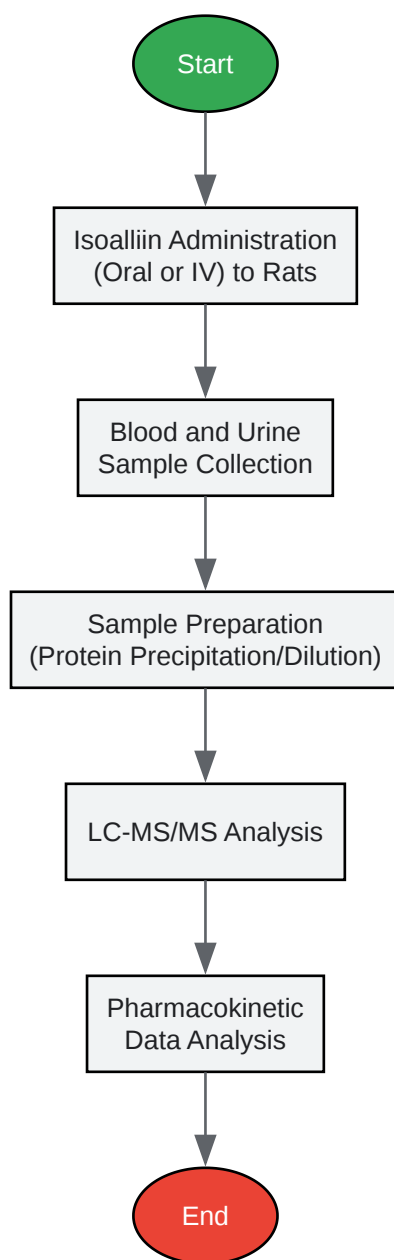 Start
Isoalliin Administration
(Oral or IV) to Rats
Blood and Urine
Sample Collection
Sample Preparation
(Protein Precipitation/Dilution)
LC-MS/MS Analysis
Pharmacokinetic
Data Analysis
End